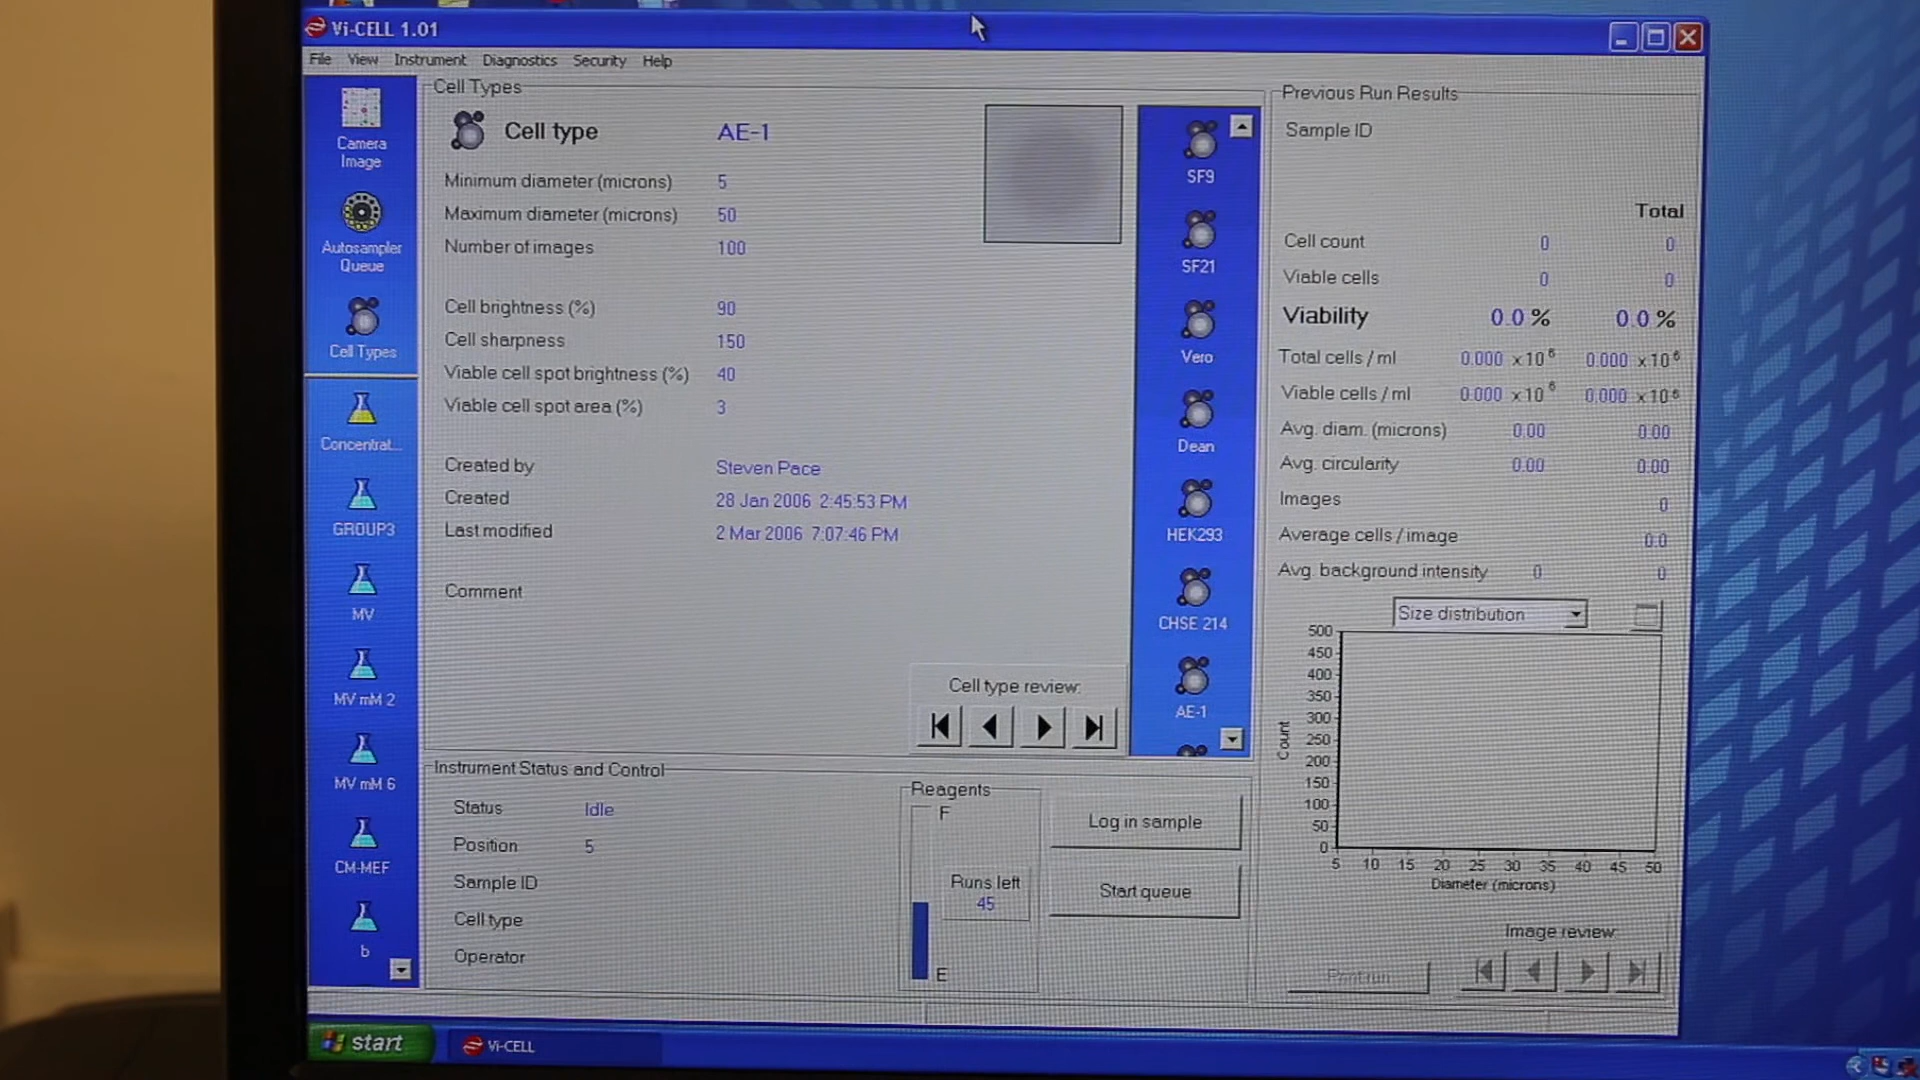 Vi-CELL 1.01
File View Instrument Diagnostics Security Help
Camera
Image
Autosampler
Queue
Cell Types
Concentrat...
GROUP3
MV
MV mM 2
MV mM 6
CM-MEF
b
Cell Types
Cell type AE-1
Minimum diameter (microns) 5
Maximum diameter (microns) 50
Number of images 100
Cell brightness (%) 90
Cell sharpness 150
Viable cell spot brightness (%) 40
Viable cell spot area (%) 3
Created by Steven Pace
Created 28 Jan 2006 2:45:53 PM
Last modified 2 Mar 2006 7:07:46 PM
Comment
Cell type review:
SF9
SF21
Vero
Dean
HEK293
CHSE 214
AE-1
Instrument Status and Control
Status Idle
Position 5
Sample ID
Cell type
Operator
Reagents
F
Runs left
45
E
Log in sample
Start queue
Previous Run Results
Sample ID
Total
Cell count 0 0
Viable cells 0 0
Viability 0.0 % 0.0 %
Total cells / ml 0.000 x10⁶ 0.000 x10⁶
Viable cells / ml 0.000 x10⁶ 0.000 x10⁶
Avg. diam. (microns) 0.00 0.00
Avg. circularity 0.00 0.00
Images 0
Average cells / image 0.0
Avg. background intensity 0 0
Size distribution
500
450
400
350
300
250
200
150
100
50
0
Count
5 10 15 20 25 30 35 40 45 50
Diameter (microns)
Image review:
Print run
start
Vi-CELL